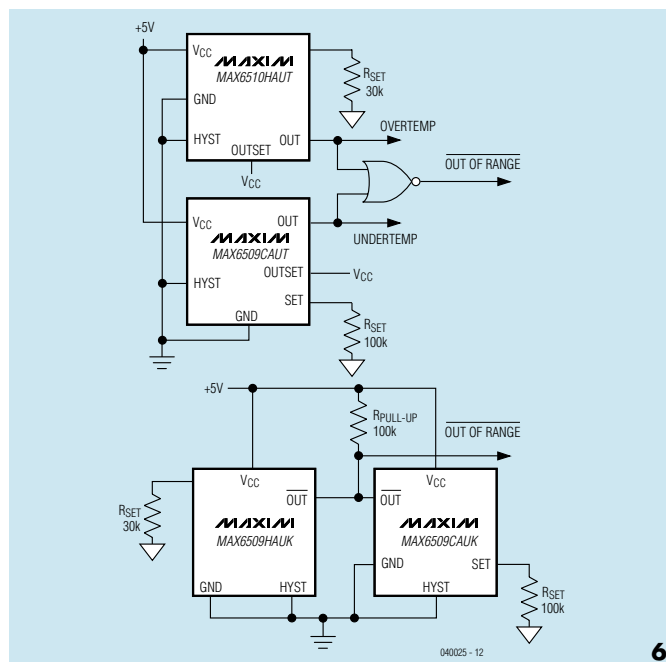 +5V
VCC
MAXIM
MAX6510HAUT
RSET
30k
GND
HYST
OUT
OVERTEMP
OUTSET
VCC
OUT OF RANGE
VCC
MAXIM
MAX6509CAUT
OUT
UNDERTEMP
OUTSET
VCC
HYST
SET
GND
RSET
100k
+5V
RPULL-UP
100k
OUT OF RANGE
VCC
VCC
RSET
30k
OUT
OUT
MAXIM
MAX6509HAUK
MAXIM
MAX6509CAUK
GND
SET
GND
HYST
HYST
RSET
100k
040025 - 12
6